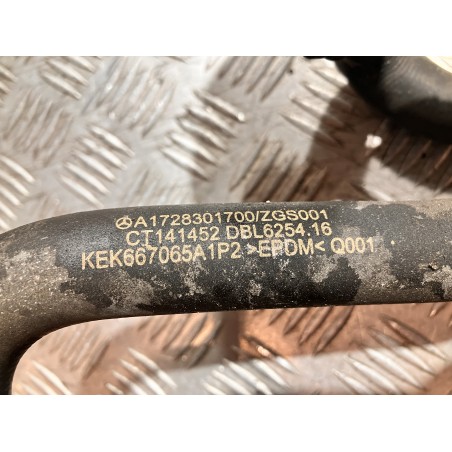 A1728301700/ZGS001
CT141452 DBL6254.16
KEK667065A1P2 >EPDM< Q001